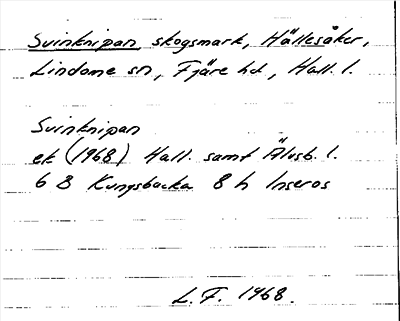 Svinknipan skogsmark, Hällesåker,
Lindome sn, Fjäre hd, Hall. l.
Svinknipan
ek (1968) Hall. samt Älvsb. l.
6 B Kungsbacka 8 h Inseros
L.F. 1968.